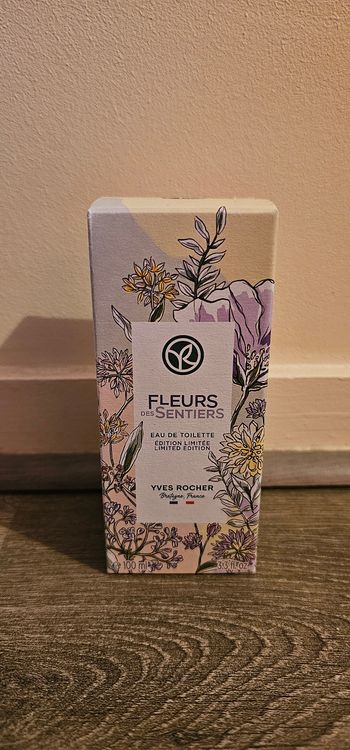 FLEURS
DES SENTIERS
EAU DE TOILETTE
ÉDITION LIMITÉE
LIMITED EDITION
YVES ROCHER
Bretagne, France
100 ml 3.3 fl.oz